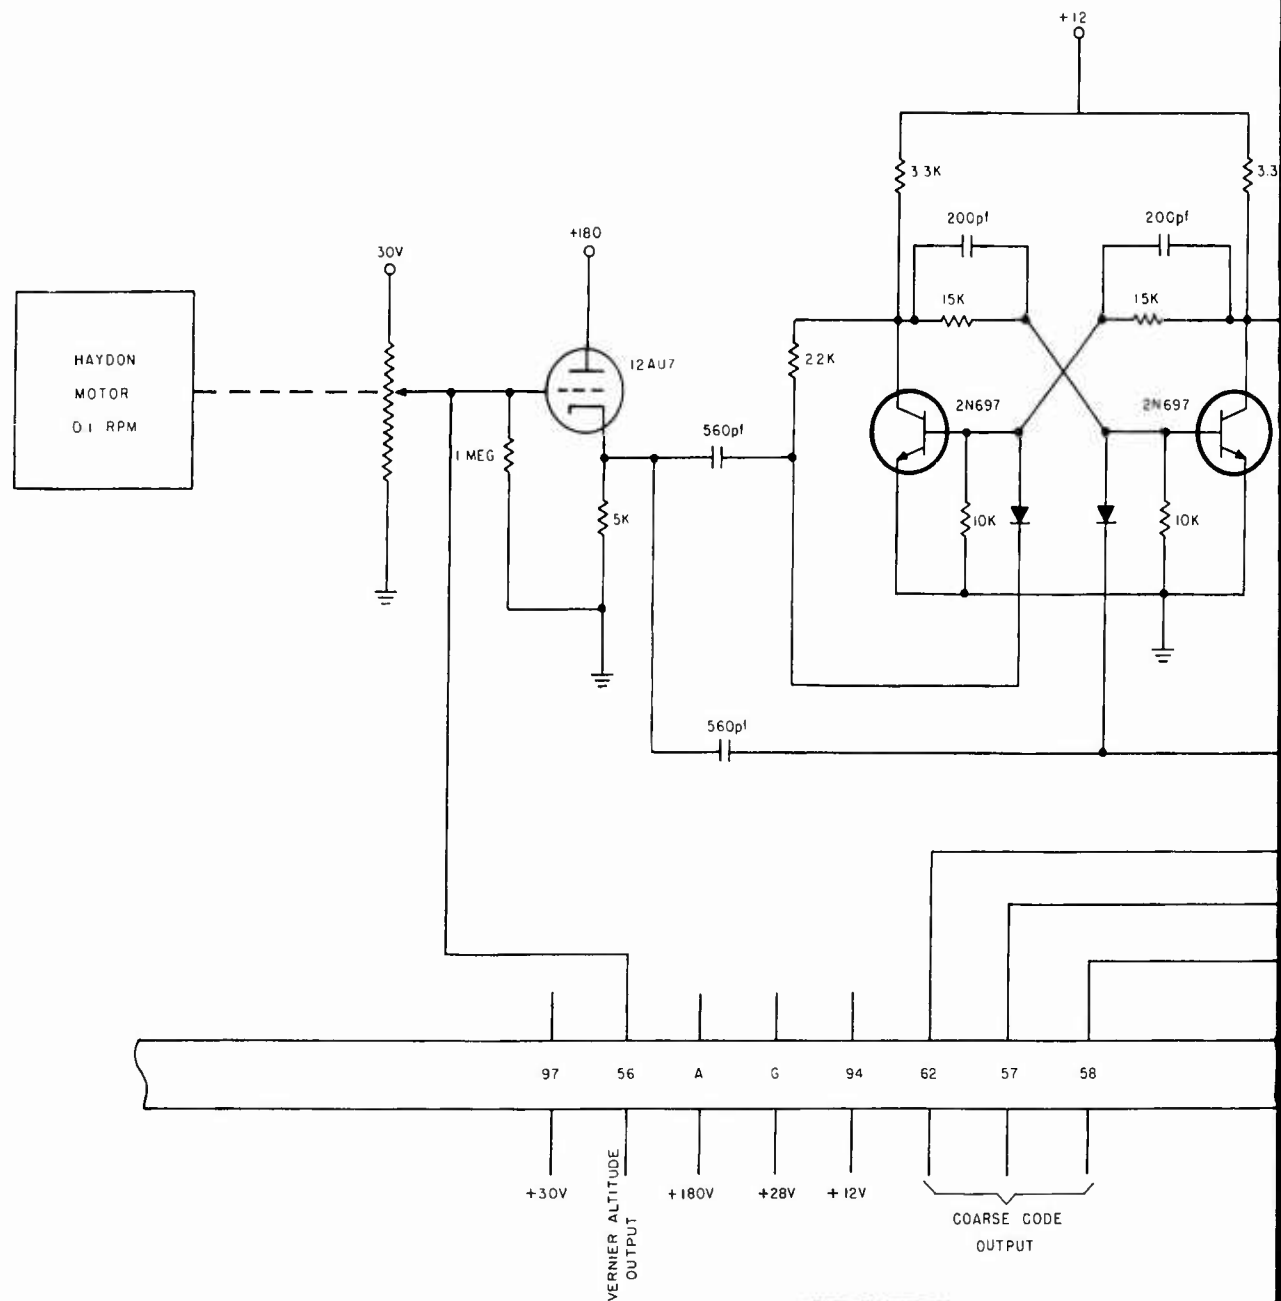 +12
3.3K
3.3
200pf
200pf
+180
30V
15K
15K
HAYDON
MOTOR
0.1 RPM
12AU7
22K
2N697
2N697
1 MEG
560pf
5K
10K
10K
560pf
97 56 A G 94 62 57 58
+30V
VERNIER ALTITUDE
OUTPUT
+180V
+28V
+12V
COARSE CODE
OUTPUT